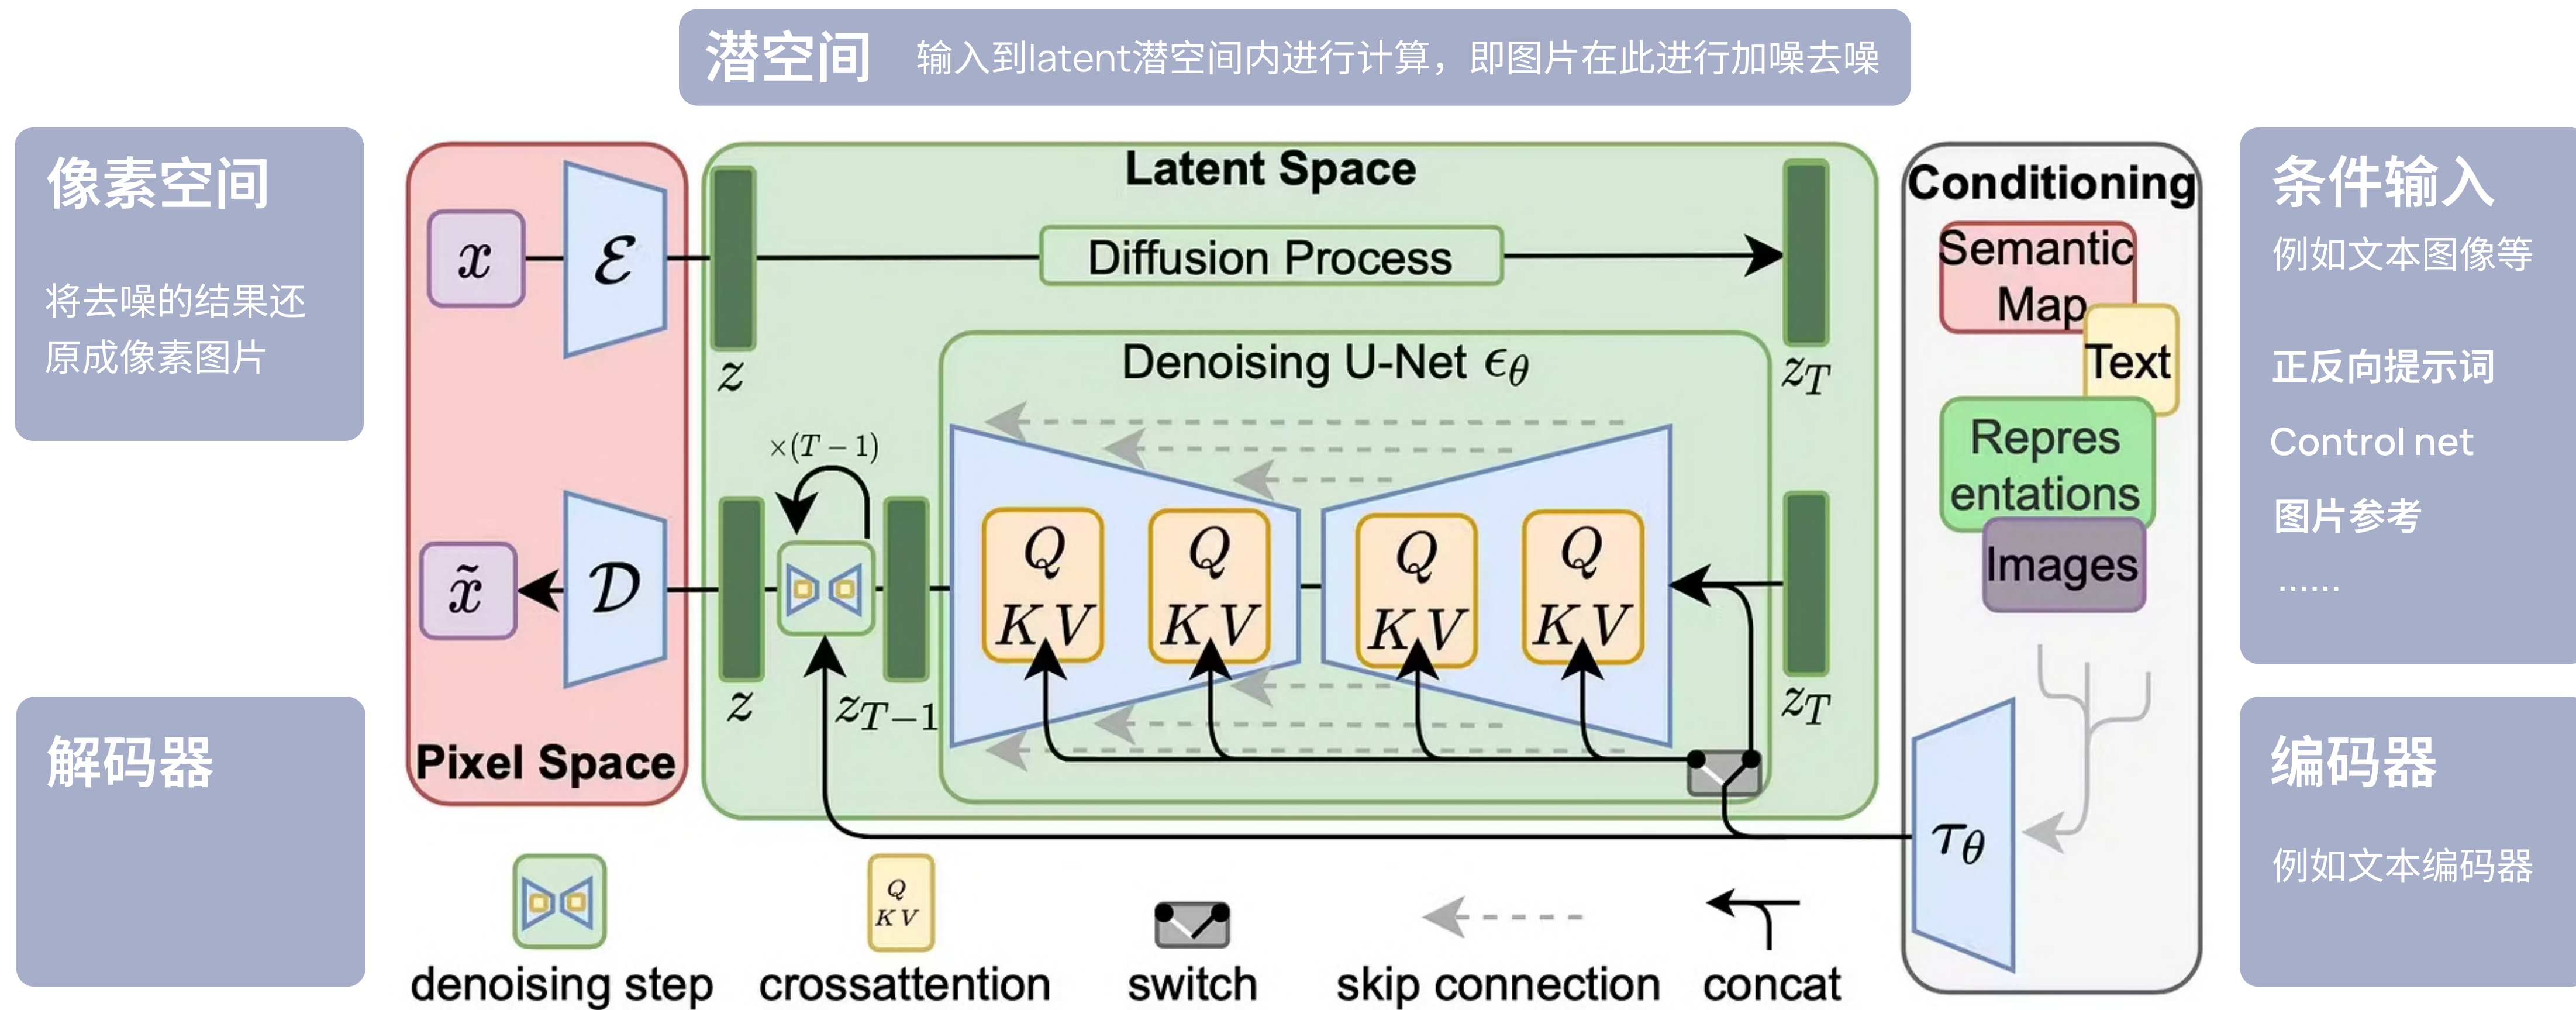 潜空间 输入到latent潜空间内进行计算，即图片在此进行加噪去噪
像素空间
将去噪的结果还
原成像素图片
解码器
x
ℰ
z
Latent Space
Diffusion Process
z_T
Denoising U-Net ϵ_θ
×(T − 1)
Q
K V
Q
K V
Q
K V
Q
K V
x̃
𝒟
z
z_{T−1}
z_T
Pixel Space
Conditioning
Semantic
Map
Text
Repres
entations
Images
τ_θ
条件输入
例如文本图像等
正反向提示词
Control net
图片参考
......
编码器
例如文本编码器
Q
K V
denoising step
crossattention
switch
skip connection
concat